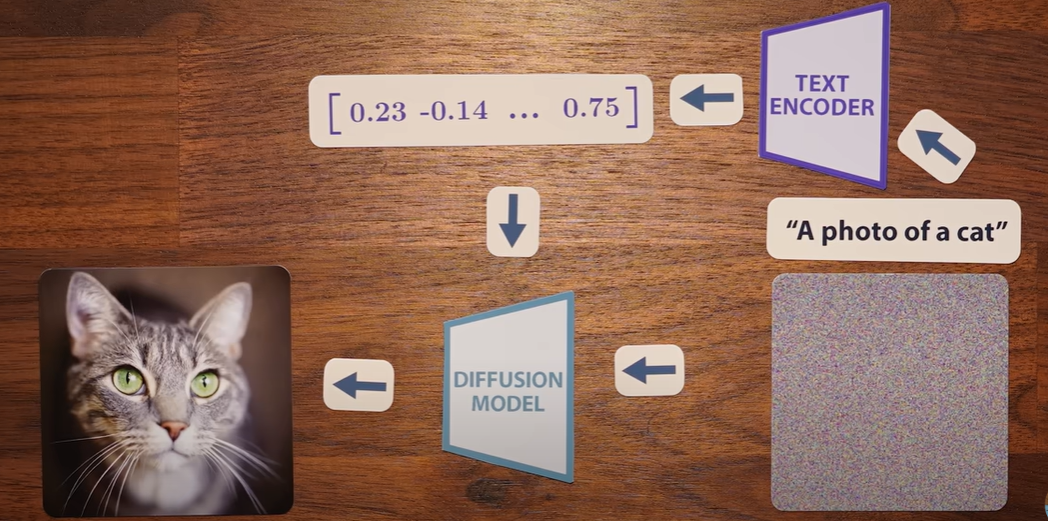 [ 0.23 -0.14 ... 0.75 ]
TEXT
ENCODER
“A photo of a cat”
DIFFUSION
MODEL